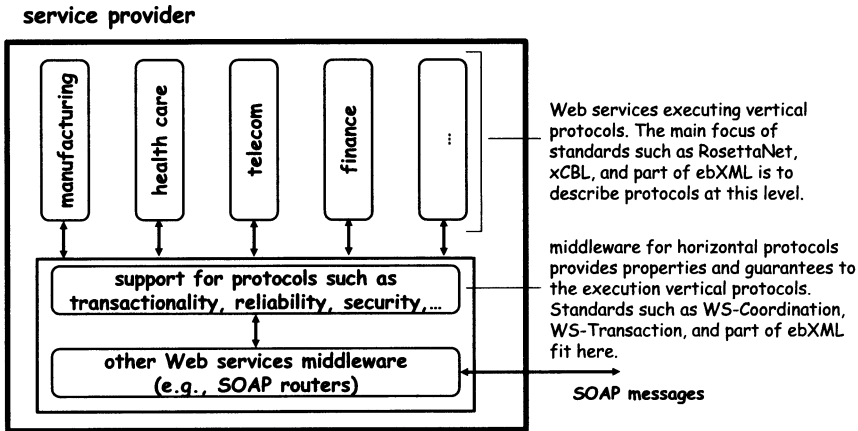 service provider
manufacturing
health care
telecom
finance
...
Web services executing vertical
protocols. The main focus of
standards such as RosettaNet,
xCBL, and part of ebXML is to
describe protocols at this level.
support for protocols such as
transactionality, reliability, security,...
middleware for horizontal protocols
provides properties and guarantees to
the execution vertical protocols.
Standards such as WS-Coordination,
WS-Transaction, and part of ebXML
fit here.
other Web services middleware
(e.g., SOAP routers)
SOAP messages